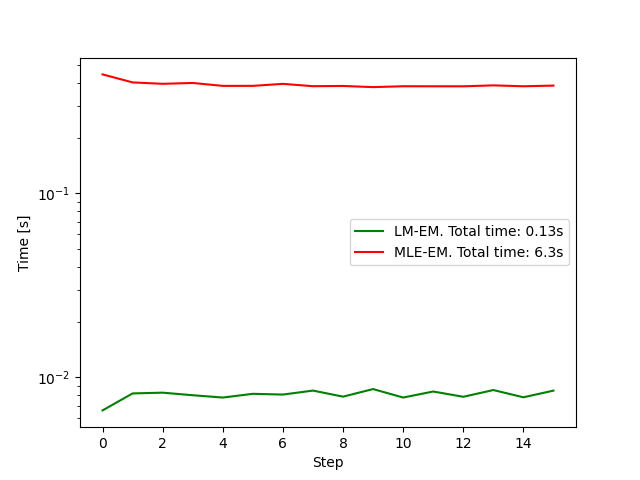 10⁻¹
10⁻²
Time [s]
LM-EM. Total time: 0.13s
MLE-EM. Total time: 6.3s
0 2 4 6 8 10 12 14
Step